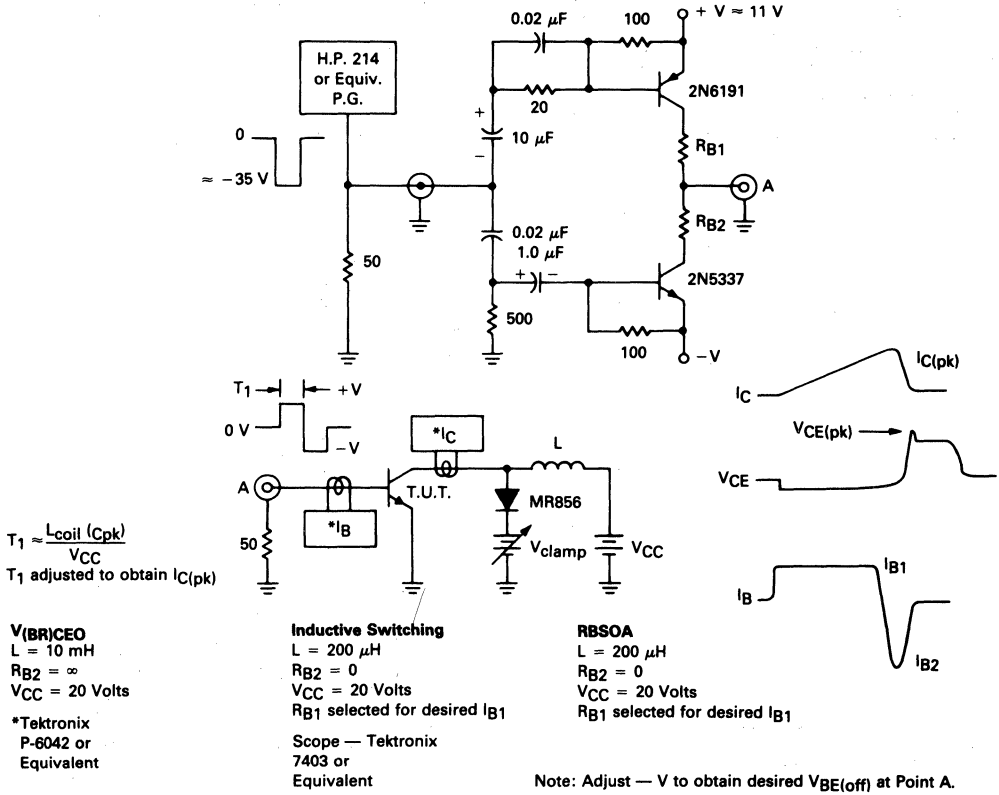 0.02 μF
100
+ V ≈ 11 V
H.P. 214
or Equiv.
P.G.
20
2N6191
+
10 μF
−
0
≈ −35 V
RB1
A
RB2
50
0.02 μF
1.0 μF
+ −
2N5337
500
100
−V
T1
+V
0 V
−V
*IC
L
A
T.U.T.
MR856
*IB
50
Vclamp
VCC
IC
IC(pk)
VCE(pk)
VCE
IB
IB1
IB2
T1 ≈ Lcoil (Cpk)
VCC
T1 adjusted to obtain IC(pk)
V(BR)CEO
L = 10 mH
RB2 = ∞
VCC = 20 Volts
*Tektronix
P-6042 or
Equivalent
Inductive Switching
L = 200 μH
RB2 = 0
VCC = 20 Volts
RB1 selected for desired IB1
Scope — Tektronix
7403 or
Equivalent
RBSOA
L = 200 μH
RB2 = 0
VCC = 20 Volts
RB1 selected for desired IB1
Note: Adjust — V to obtain desired VBE(off) at Point A.